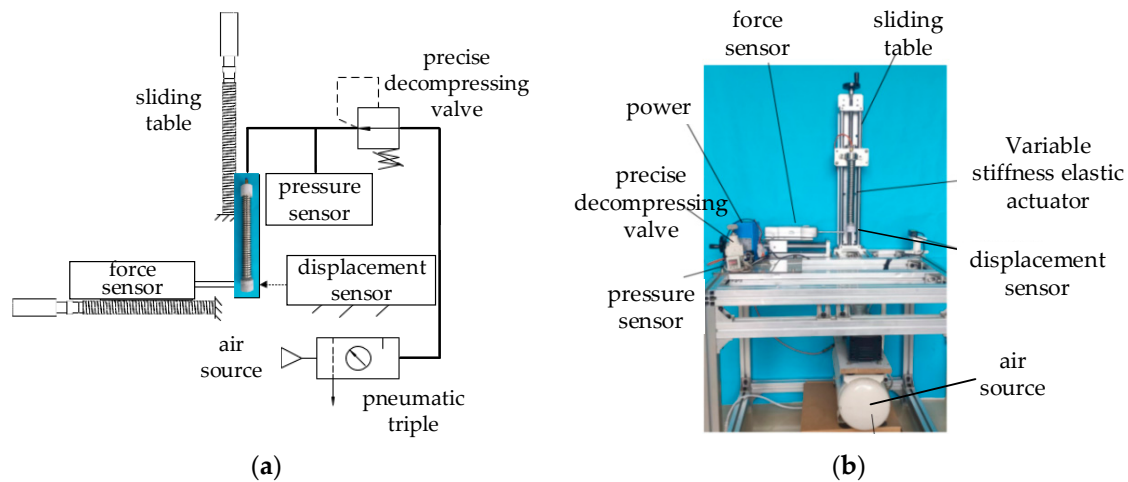 sliding
table
precise
decompressing
valve
pressure
sensor
force
sensor
displacement
sensor
air
source
pneumatic
triple
(a)
force
sensor
sliding
table
power
precise
decompressing
valve
pressure
sensor
Variable
stiffness elastic
actuator
displacement
sensor
air
source
(b)